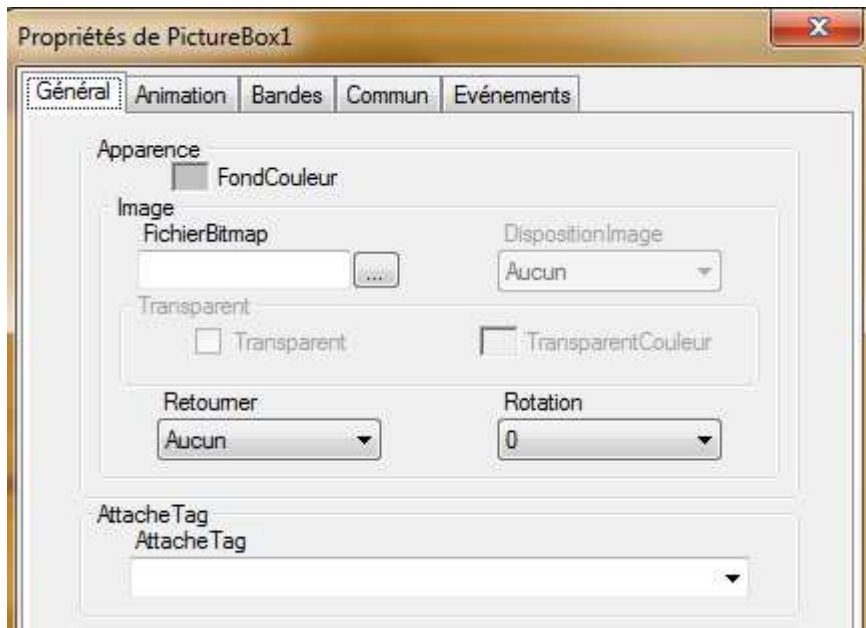 Propriétés de PictureBox1
Général Animation Bandes Commun Evénements
Apparence
FondCouleur
Image
FichierBitmap DispositionImage
... Aucun
Transparent
Transparent TransparentCouleur
Retourner Rotation
Aucun 0
AttacheTag
AttacheTag